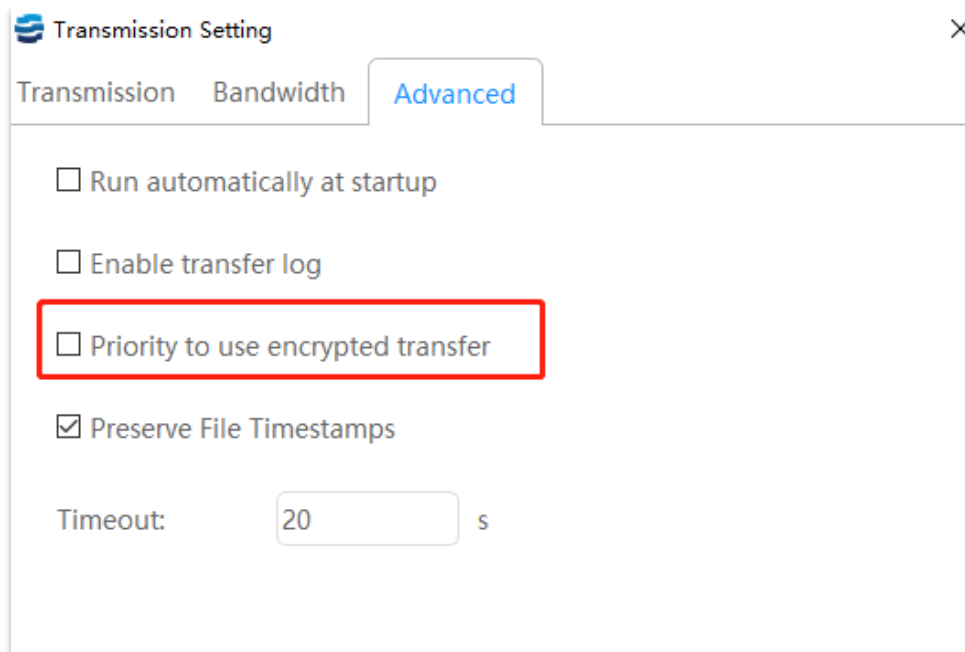 Transmission Setting
Transmission Bandwidth Advanced
Run automatically at startup
Enable transfer log
Priority to use encrypted transfer
Preserve File Timestamps
Timeout: 20 s